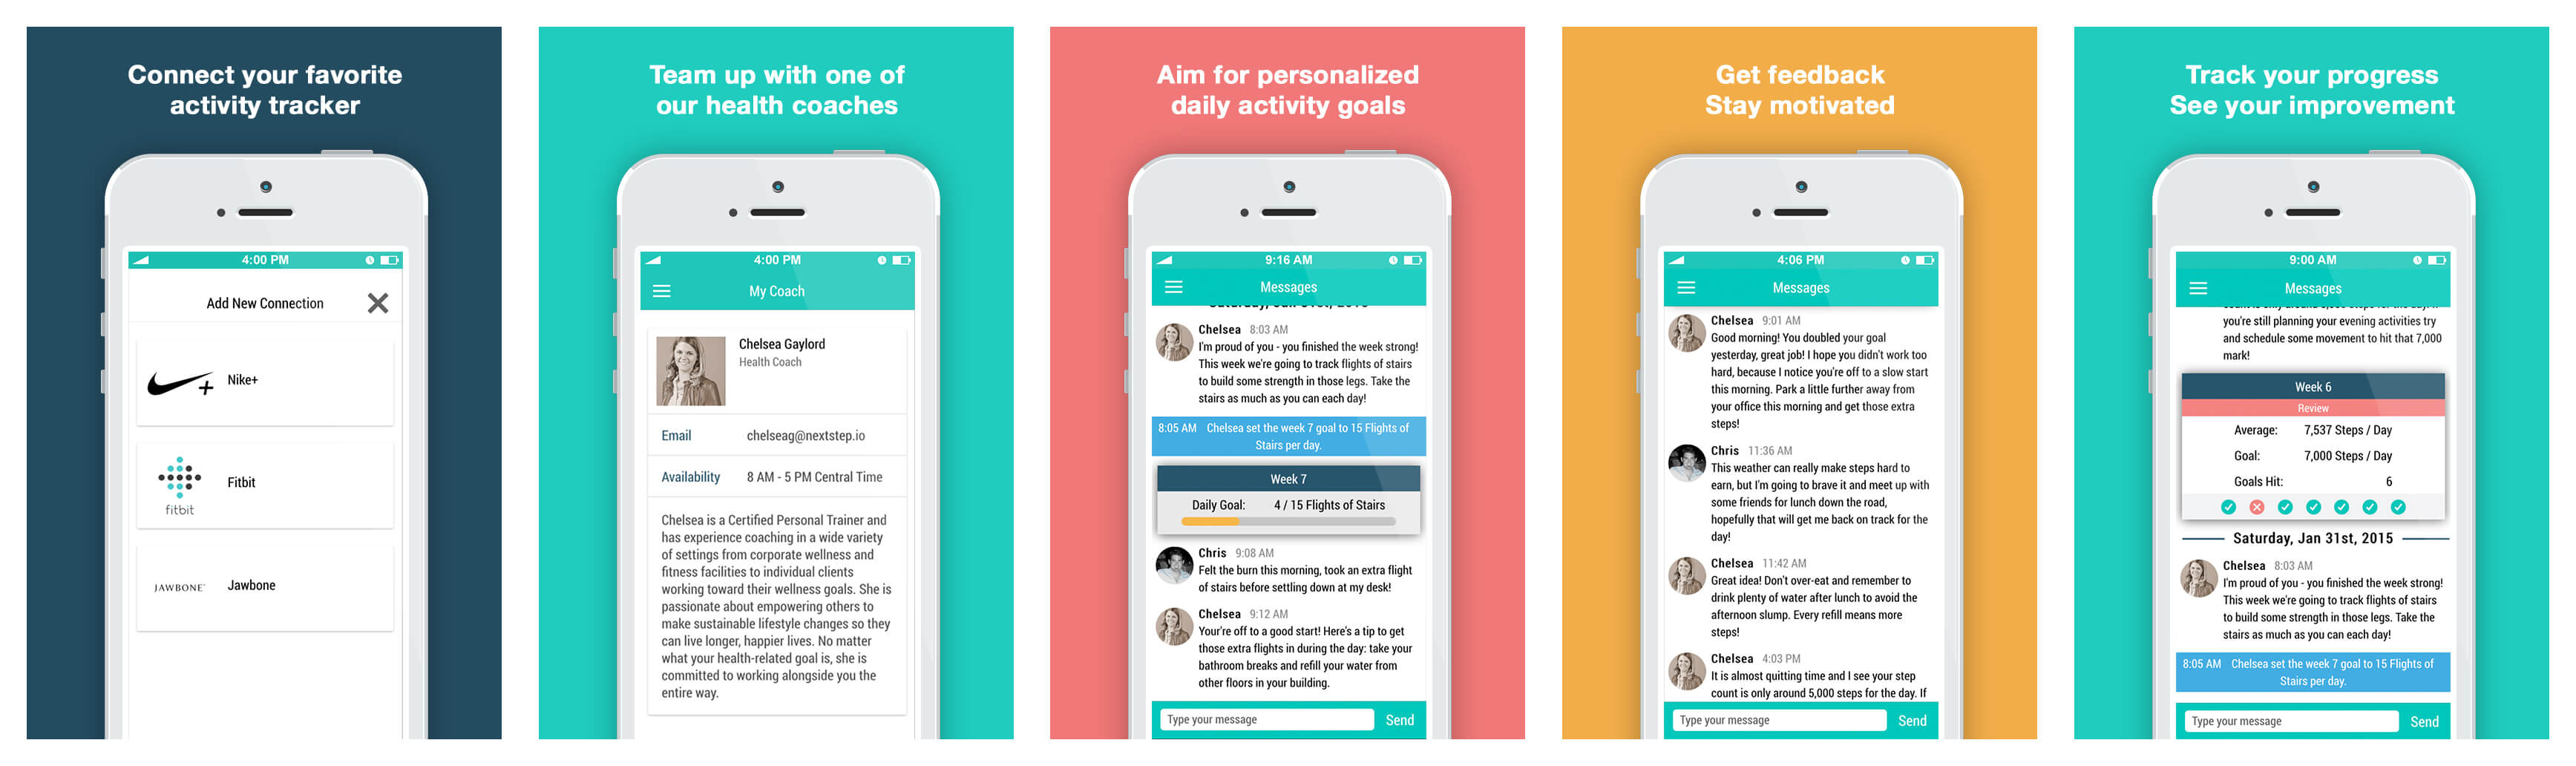 Connect your favorite
activity tracker
4:00 PM
Add New Connection
Nike+
fitbit
Fitbit
JAWBONE
Jawbone
Team up with one of
our health coaches
4:00 PM
My Coach
Chelsea Gaylord
Health Coach
Email chelseag@nextstep.io
Availability 8 AM - 5 PM Central Time
Chelsea is a Certified Personal Trainer and
has experience coaching in a wide variety
of settings from corporate wellness and
fitness facilities to individual clients
working toward their wellness goals. She is
passionate about empowering others to
make sustainable lifestyle changes so they
can live longer, happier lives. No matter
what your health-related goal is, she is
committed to working alongside you the
entire way.
Aim for personalized
daily activity goals
9:16 AM
Messages
Saturday, Jan 31st, 2015
Chelsea 8:03 AM
I'm proud of you - you finished the week strong!
This week we're going to track flights of stairs
to build some strength in those legs. Take the
stairs as much as you can each day!
8:05 AM Chelsea set the week 7 goal to 15 Flights of
Stairs per day.
Week 7
Daily Goal: 4 / 15 Flights of Stairs
Chris 9:08 AM
Felt the burn this morning, took an extra flight
of stairs before settling down at my desk!
Chelsea 9:12 AM
Your're off to a good start! Here's a tip to get
those extra flights in during the day: take your
bathroom breaks and refill your water from
other floors in your building.
Type your message Send
Get feedback
Stay motivated
4:06 PM
Messages
Chelsea 9:01 AM
Good morning! You doubled your goal
yesterday, great job! I hope you didn't work too
hard, because I notice you're off to a slow start
this morning. Park a little further away from
your office this morning and get those extra
steps!
Chris 11:36 AM
This weather can really make steps hard to
earn, but I'm going to brave it and meet up with
some friends for lunch down the road,
hopefully that will get me back on track for the
day!
Chelsea 11:42 AM
Great idea! Don't over-eat and remember to
drink plenty of water after lunch to avoid the
afternoon slump. Every refill means more
steps!
Chelsea 4:03 PM
It is almost quitting time and I see your step
count is only around 5,000 steps for the day. If
Type your message Send
Track your progress
See your improvement
9:00 AM
Messages
count is only around 5,000 steps for the day. If
you're still planning your evening activities try
and schedule some movement to hit that 7,000
mark!
Week 6
Review
Average: 7,537 Steps / Day
Goal: 7,000 Steps / Day
Goals Hit: 6
Saturday, Jan 31st, 2015
Chelsea 8:03 AM
I'm proud of you - you finished the week strong!
This week we're going to track flights of stairs
to build some strength in those legs. Take the
stairs as much as you can each day!
8:05 AM Chelsea set the week 7 goal to 15 Flights of
Stairs per day.
Type your message Send